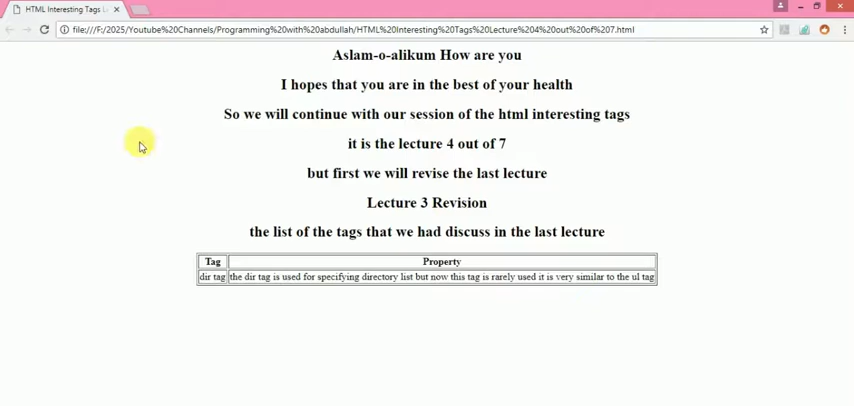 HTML Interesting Tags L
file:///F:/2025/Youtube%20Channels/Programming%20with%20abdullah/HTML%20Interesting%20Tags%20Lecture%204%20out%20of%207.html
Aslam-o-alikum How are you
I hopes that you are in the best of your health
So we will continue with our session of the html interesting tags
it is the lecture 4 out of 7
but first we will revise the last lecture
Lecture 3 Revision
the list of the tags that we had discuss in the last lecture
Tag Property
dir tag the dir tag is used for specifying directory list but now this tag is rarely used it is very similar to the ul tag